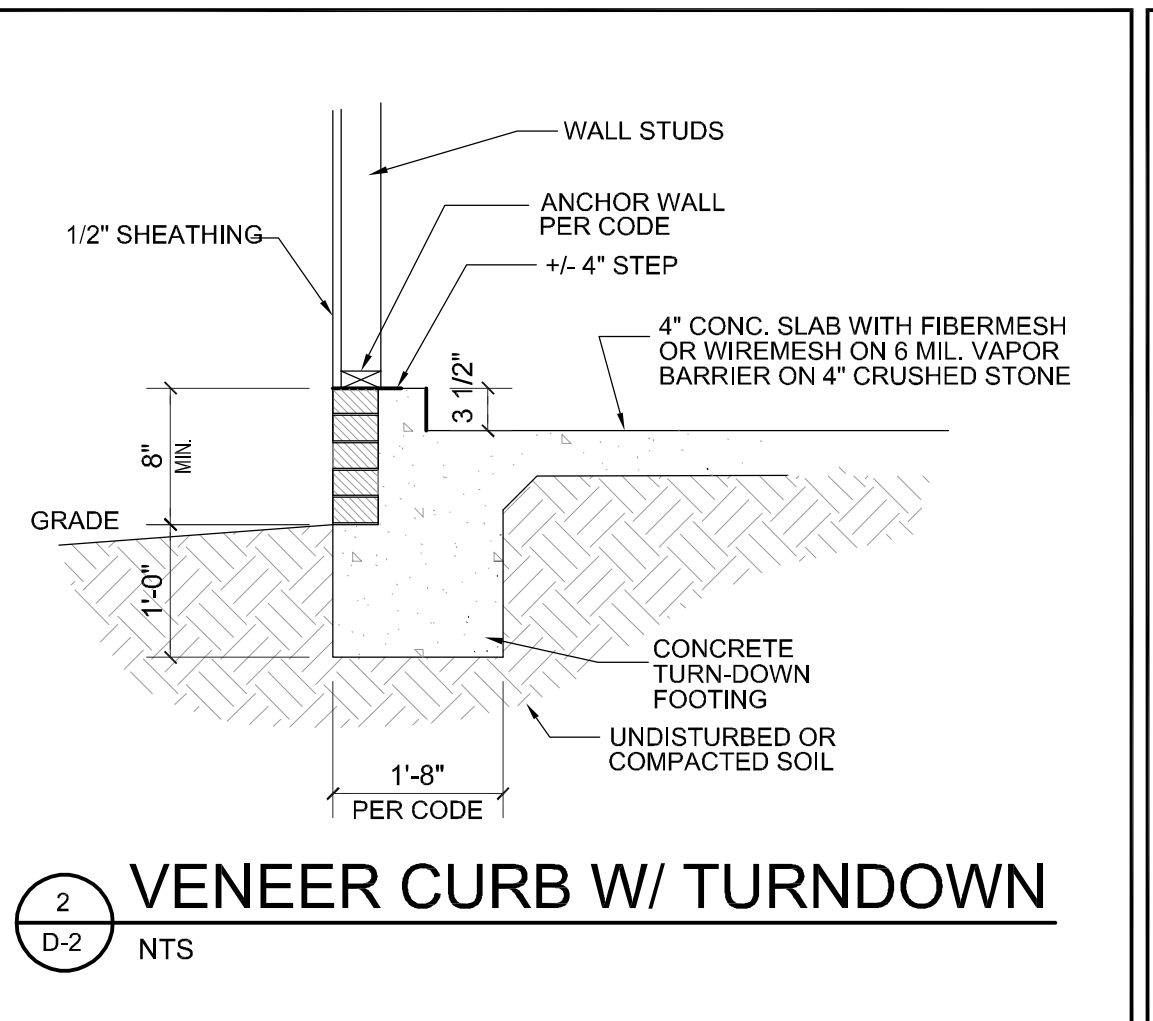 WALL STUDS
ANCHOR WALL
PER CODE
1/2" SHEATHING
+/- 4" STEP
4" CONC. SLAB WITH FIBERMESH
OR WIREMESH ON 6 MIL. VAPOR
BARRIER ON 4" CRUSHED STONE
3 1/2"
8"
MIN.
GRADE
1'-0"
CONCRETE
TURN-DOWN
FOOTING
UNDISTURBED OR
COMPACTED SOIL
1'-8"
PER CODE
2
D-2
VENEER CURB W/ TURNDOWN
NTS